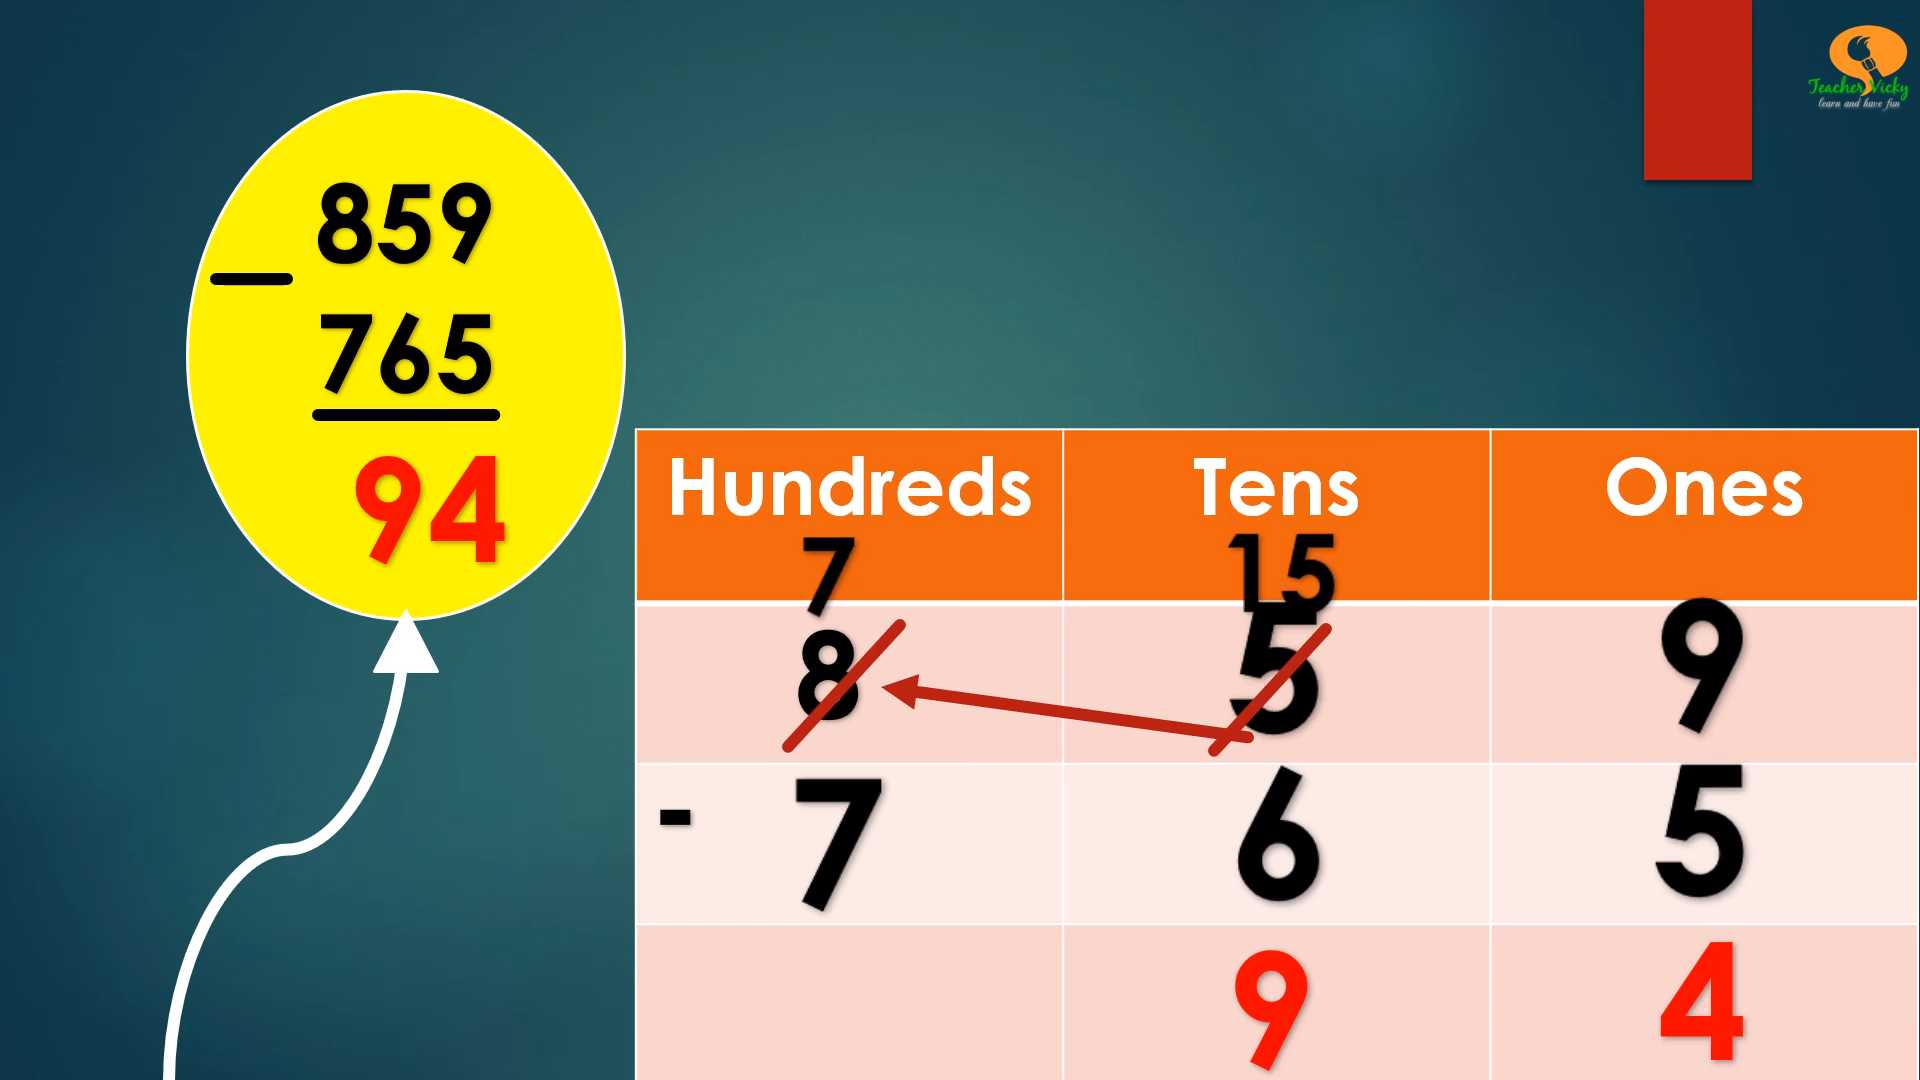 Teacher Vicky
learn and have fun
859
—
765
94
Hundreds Tens Ones
7 15
8 5 9
- 7 6 5
9 4